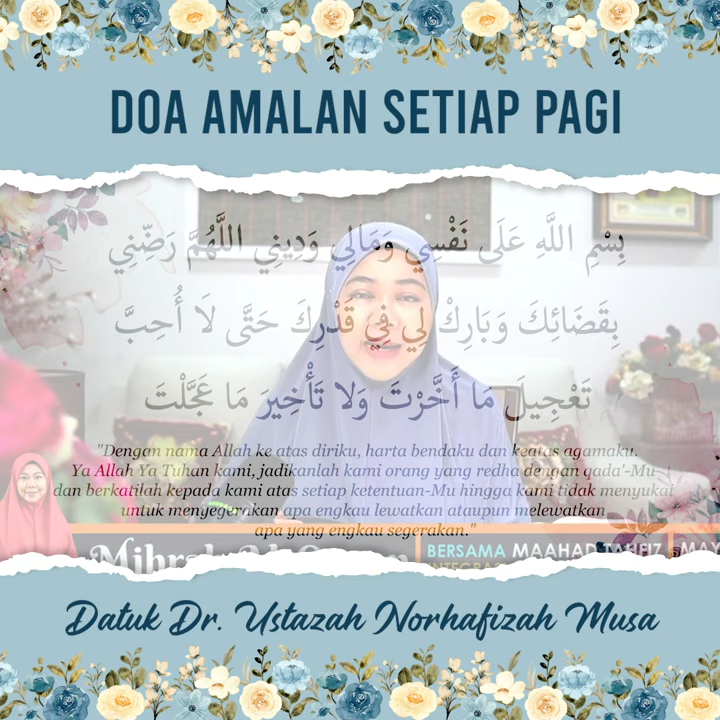 DOA AMALAN SETIAP PAGI
بِسْمِ اللَّهِ عَلَى نَفْسِي وَمَالِي وَدِينِي اللَّهُمَّ رَضِّنِي
بِقَضَائِكَ وَبَارِكْ لِي فِي قَدْرِكَ حَتَّى لَا أُحِبَّ
تَعْجِيلَ مَا أَخَّرْتَ وَلَا تَأْخِيرَ مَا عَجَّلْتَ
"Dengan nama Allah ke atas diriku, harta bendaku dan keatas agamaku.
Ya Allah Ya Tuhan kami, jadikanlah kami orang yang redha dengan qada'-Mu
dan berkatilah kepada kami atas setiap ketentuan-Mu hingga kami tidak menyukai
untuk menyegerakan apa engkau lewatkan ataupun melewatkan
apa yang engkau segerakan."
BERSAMA MAAHAD TAHFIZ
Datuk Dr. Ustazah Norhafizah Musa